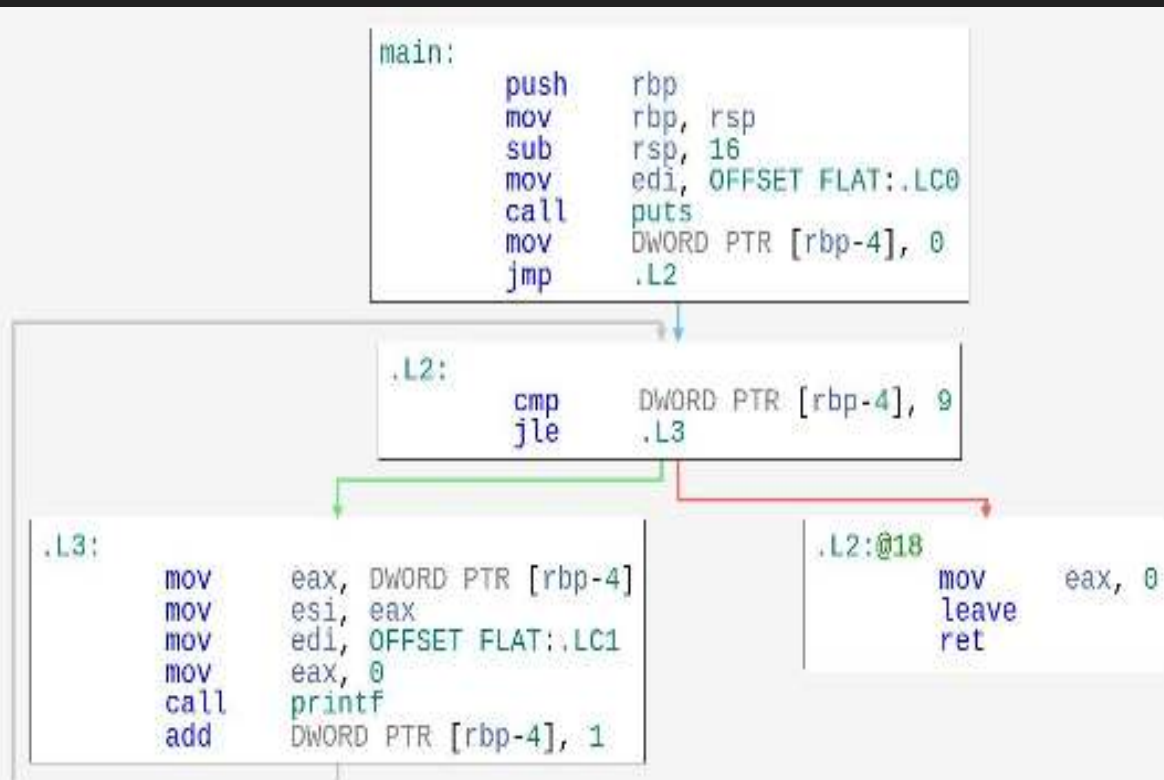 main:
push rbp
mov rbp, rsp
sub rsp, 16
mov edi, OFFSET FLAT:.LC0
call puts
mov DWORD PTR [rbp-4], 0
jmp .L2
.L2:
cmp DWORD PTR [rbp-4], 9
jle .L3
.L3:
mov eax, DWORD PTR [rbp-4]
mov esi, eax
mov edi, OFFSET FLAT:.LC1
mov eax, 0
call printf
add DWORD PTR [rbp-4], 1
.L2:@18
mov eax, 0
leave
ret